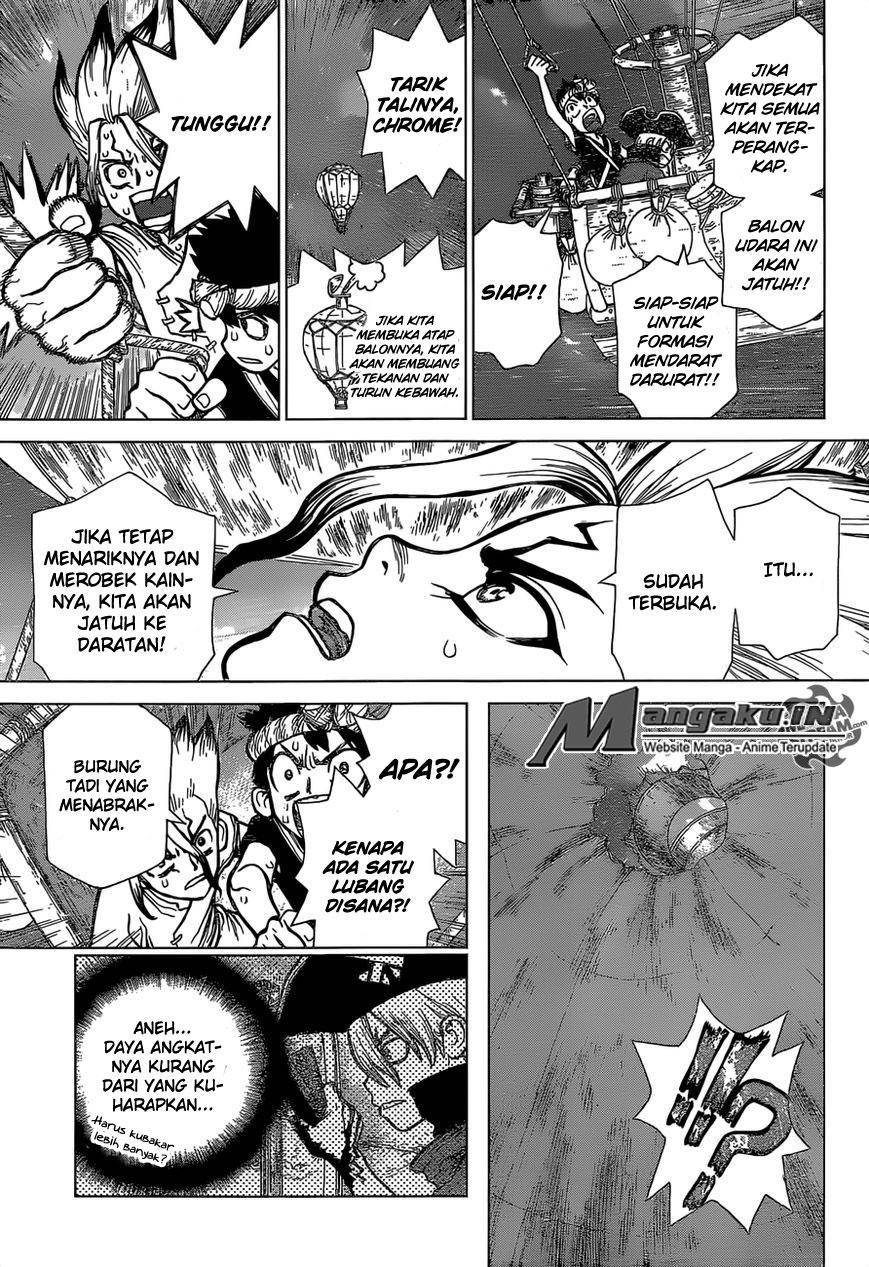 JIKA
MENDEKAT
KITA SEMUA
AKAN TER-
PERANG-
KAP.
BALON
UDARA INI
AKAN
JATUH!!
SIAP-SIAP
UNTUK
FORMASI
MENDARAT
DARURAT!!
SIAP!!
TARIK
TALINYA,
CHROME!
JIKA KITA
MEMBUKA ATAP
BALONNYA, KITA
AKAN MEMBUANG
TEKANAN DAN
TURUN KEBAWAH.
TUNGGU!!
ITU...
SUDAH
TERBUKA.
JIKA TETAP
MENARIKNYA DAN
MEROBEK KAIN-
NYA, KITA AKAN
JATUH KE
DARATAN!
Mangaku.IN
Website Manga - Anime Terupdate
!!?
APA?!
KENAPA
ADA SATU
LUBANG
DISANA?!
BURUNG
TADI YANG
MENABRAK-
NYA.
ANEH...
DAYA ANGKAT-
NYA KURANG
DARI YANG KU-
HARAPKAN...
Harus kubakar
lebih banyak?